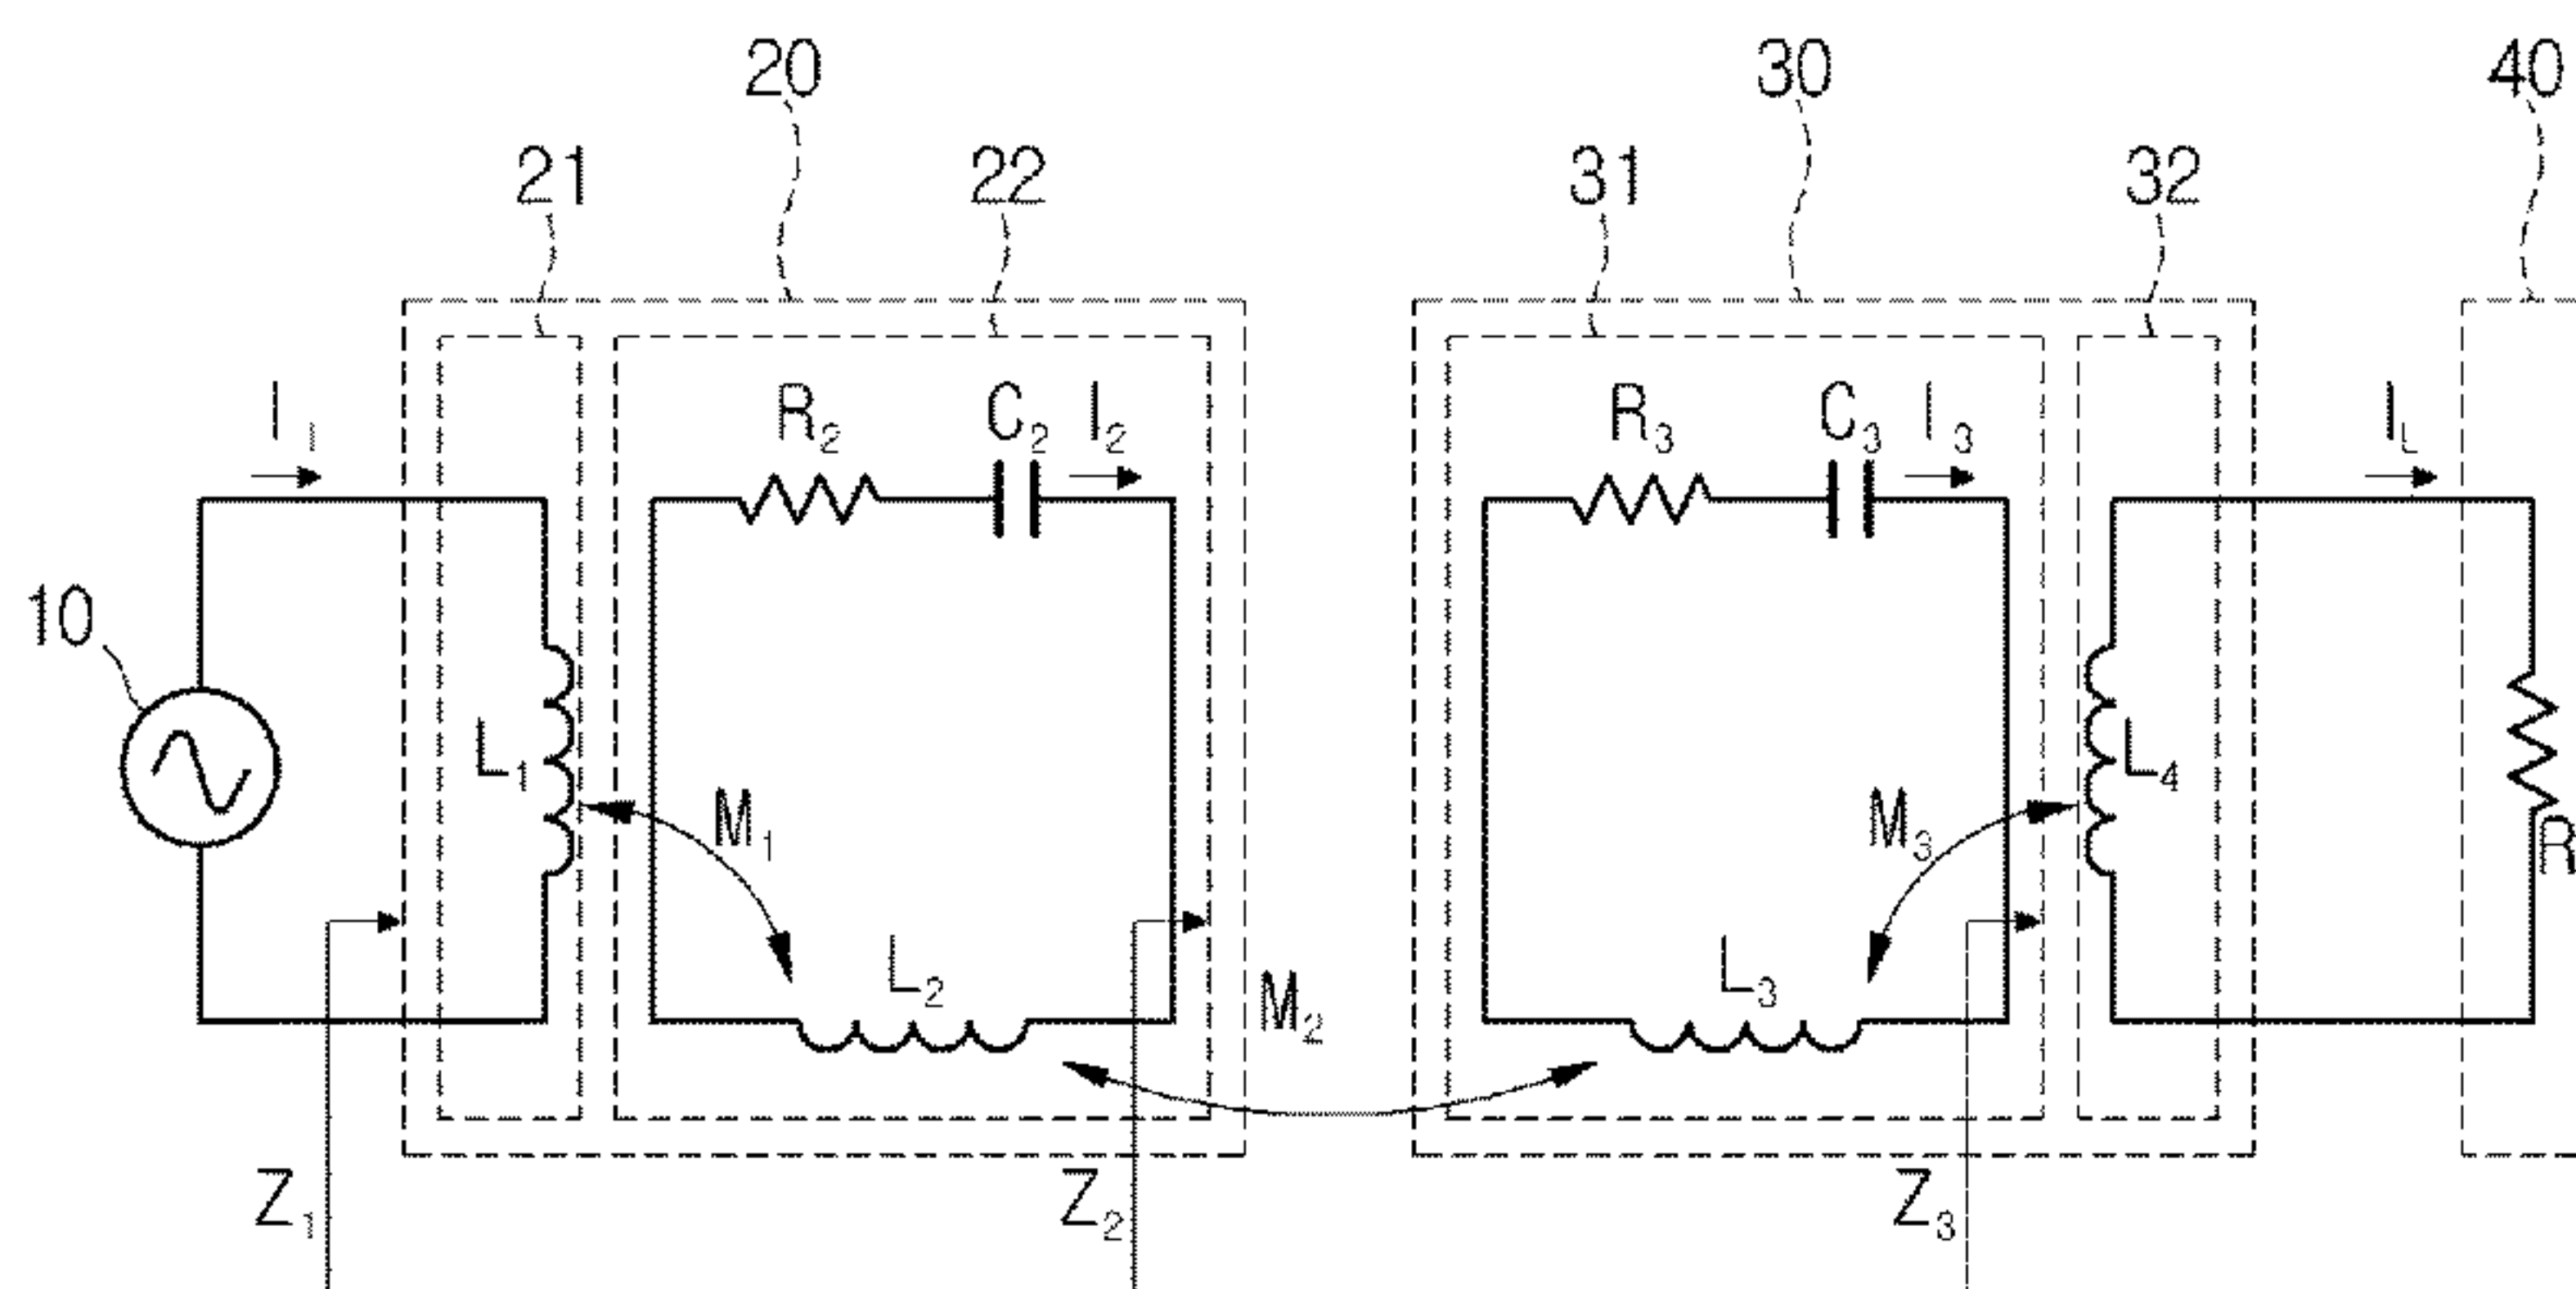 20 30 40
21 22 31 32
I₁ R₂ C₂ I₂ R₃ C₃ I₃ I_L
10
L₁ L₄
M₁ M₃
R
L₂ L₃
M₂
Z₁ Z₂ Z₃